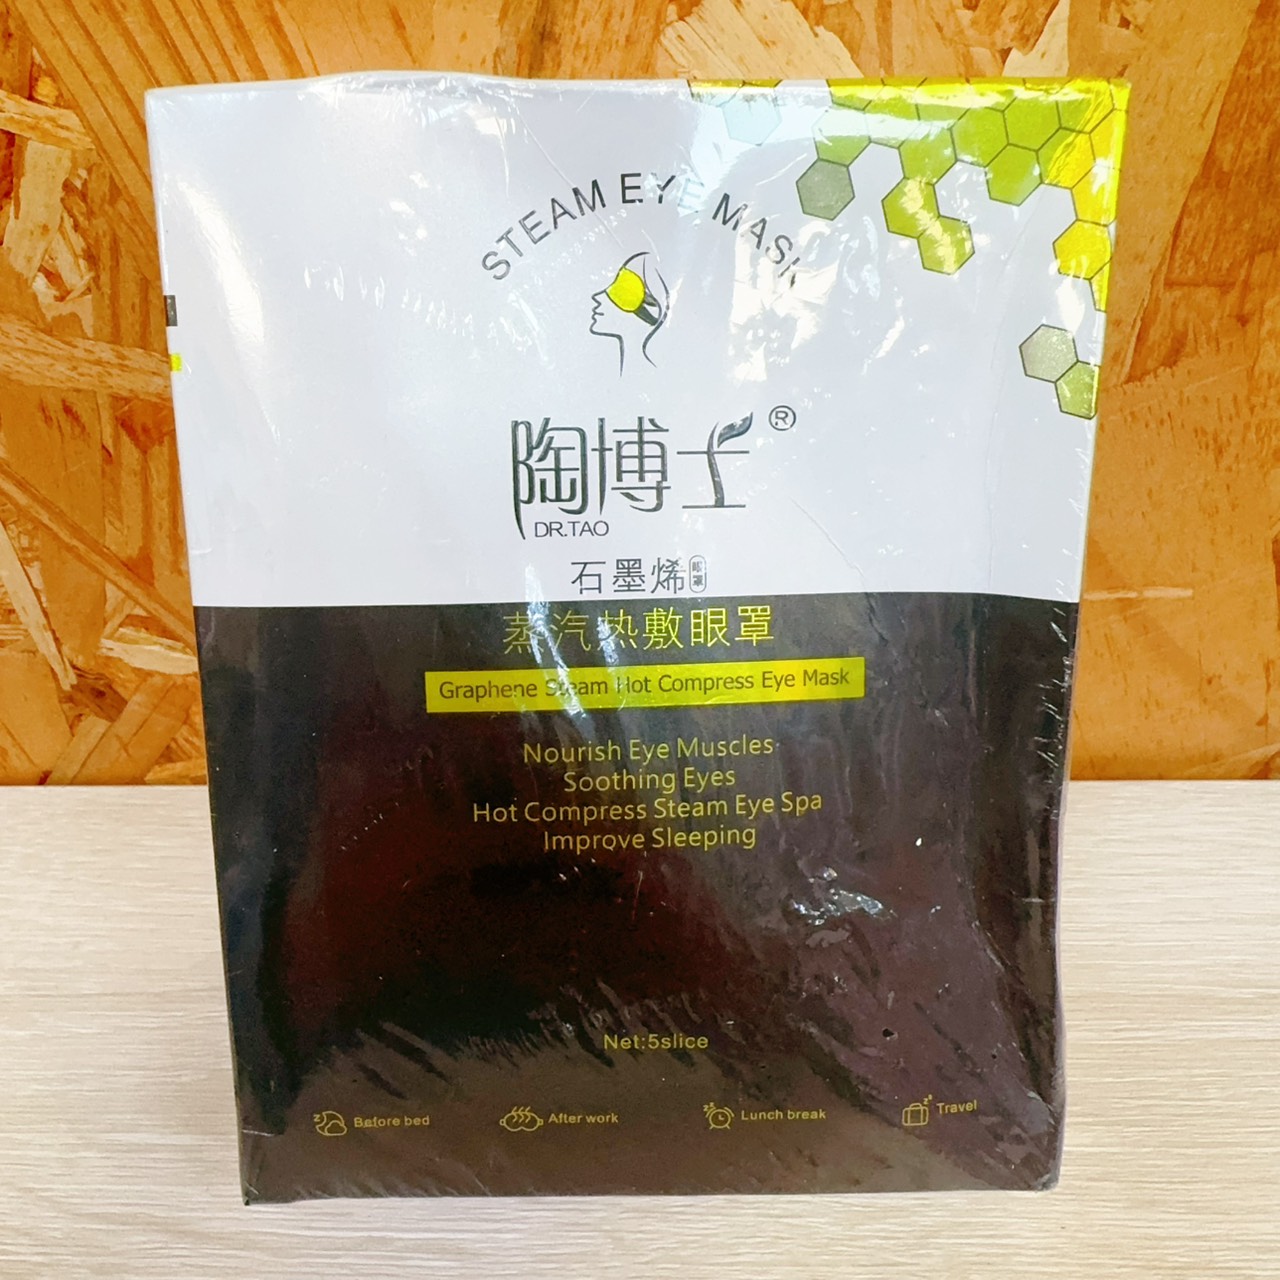 STEAM EYE MASK
陶博士®
DR.TAO
石墨烯眼罩
蒸汽热敷眼罩
Graphene Steam Hot Compress Eye Mask
Nourish Eye Muscles
Soothing Eyes
Hot Compress Steam Eye Spa
Improve Sleeping
Net:5slice
Before bed After work Lunch break Travel